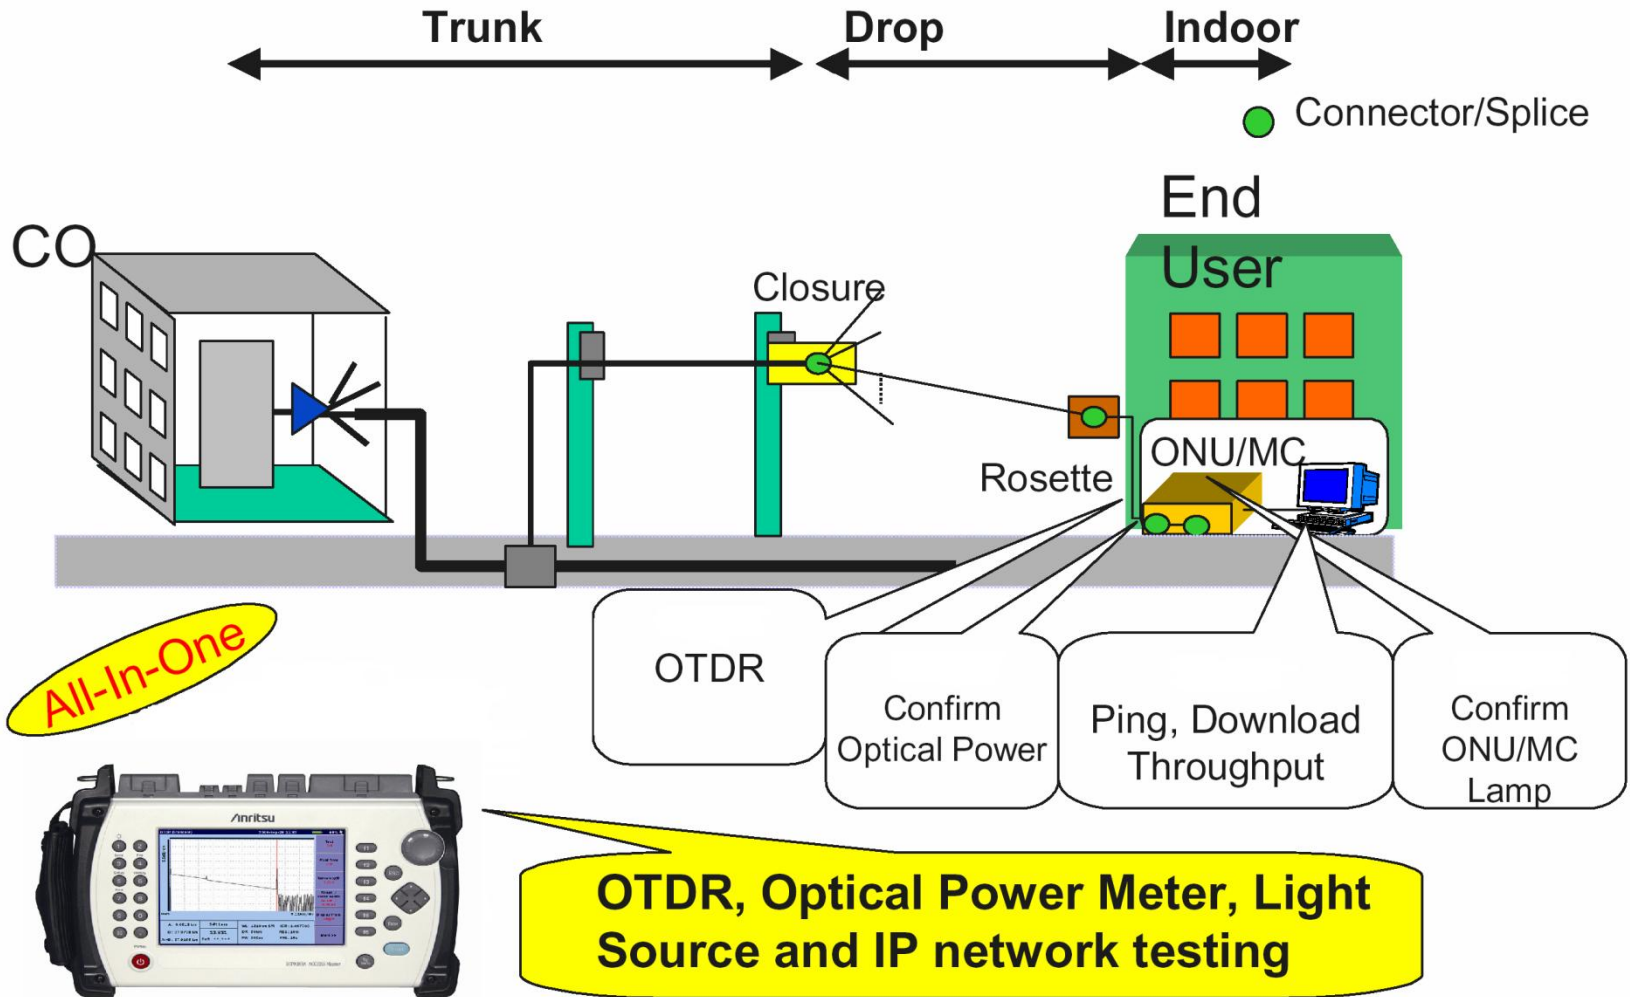 Trunk
Drop
Indoor
Connector/Splice
End
User
CO
Closure
ONU/MC
Rosette
OTDR
Confirm
Optical Power
Ping, Download
Throughput
Confirm
ONU/MC
Lamp
All-In-One
Anritsu
OTDR, Optical Power Meter, Light
Source and IP network testing